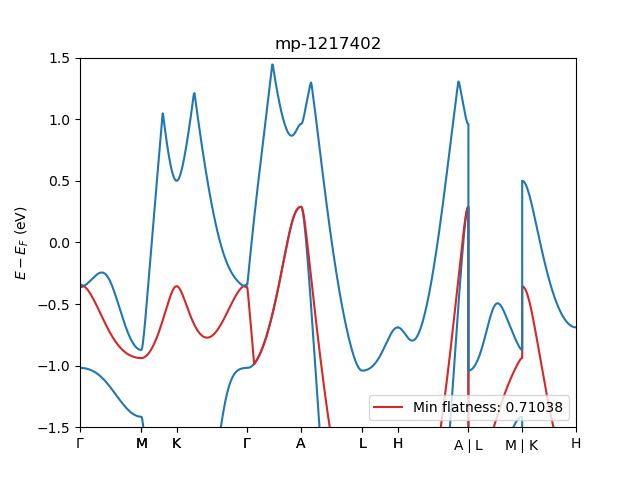 mp-1217402
E − E_F (eV)
1.5
1.0
0.5
0.0
−0.5
−1.0
−1.5
Min flatness: 0.71038
Γ M K Γ A L H A | L M | K H